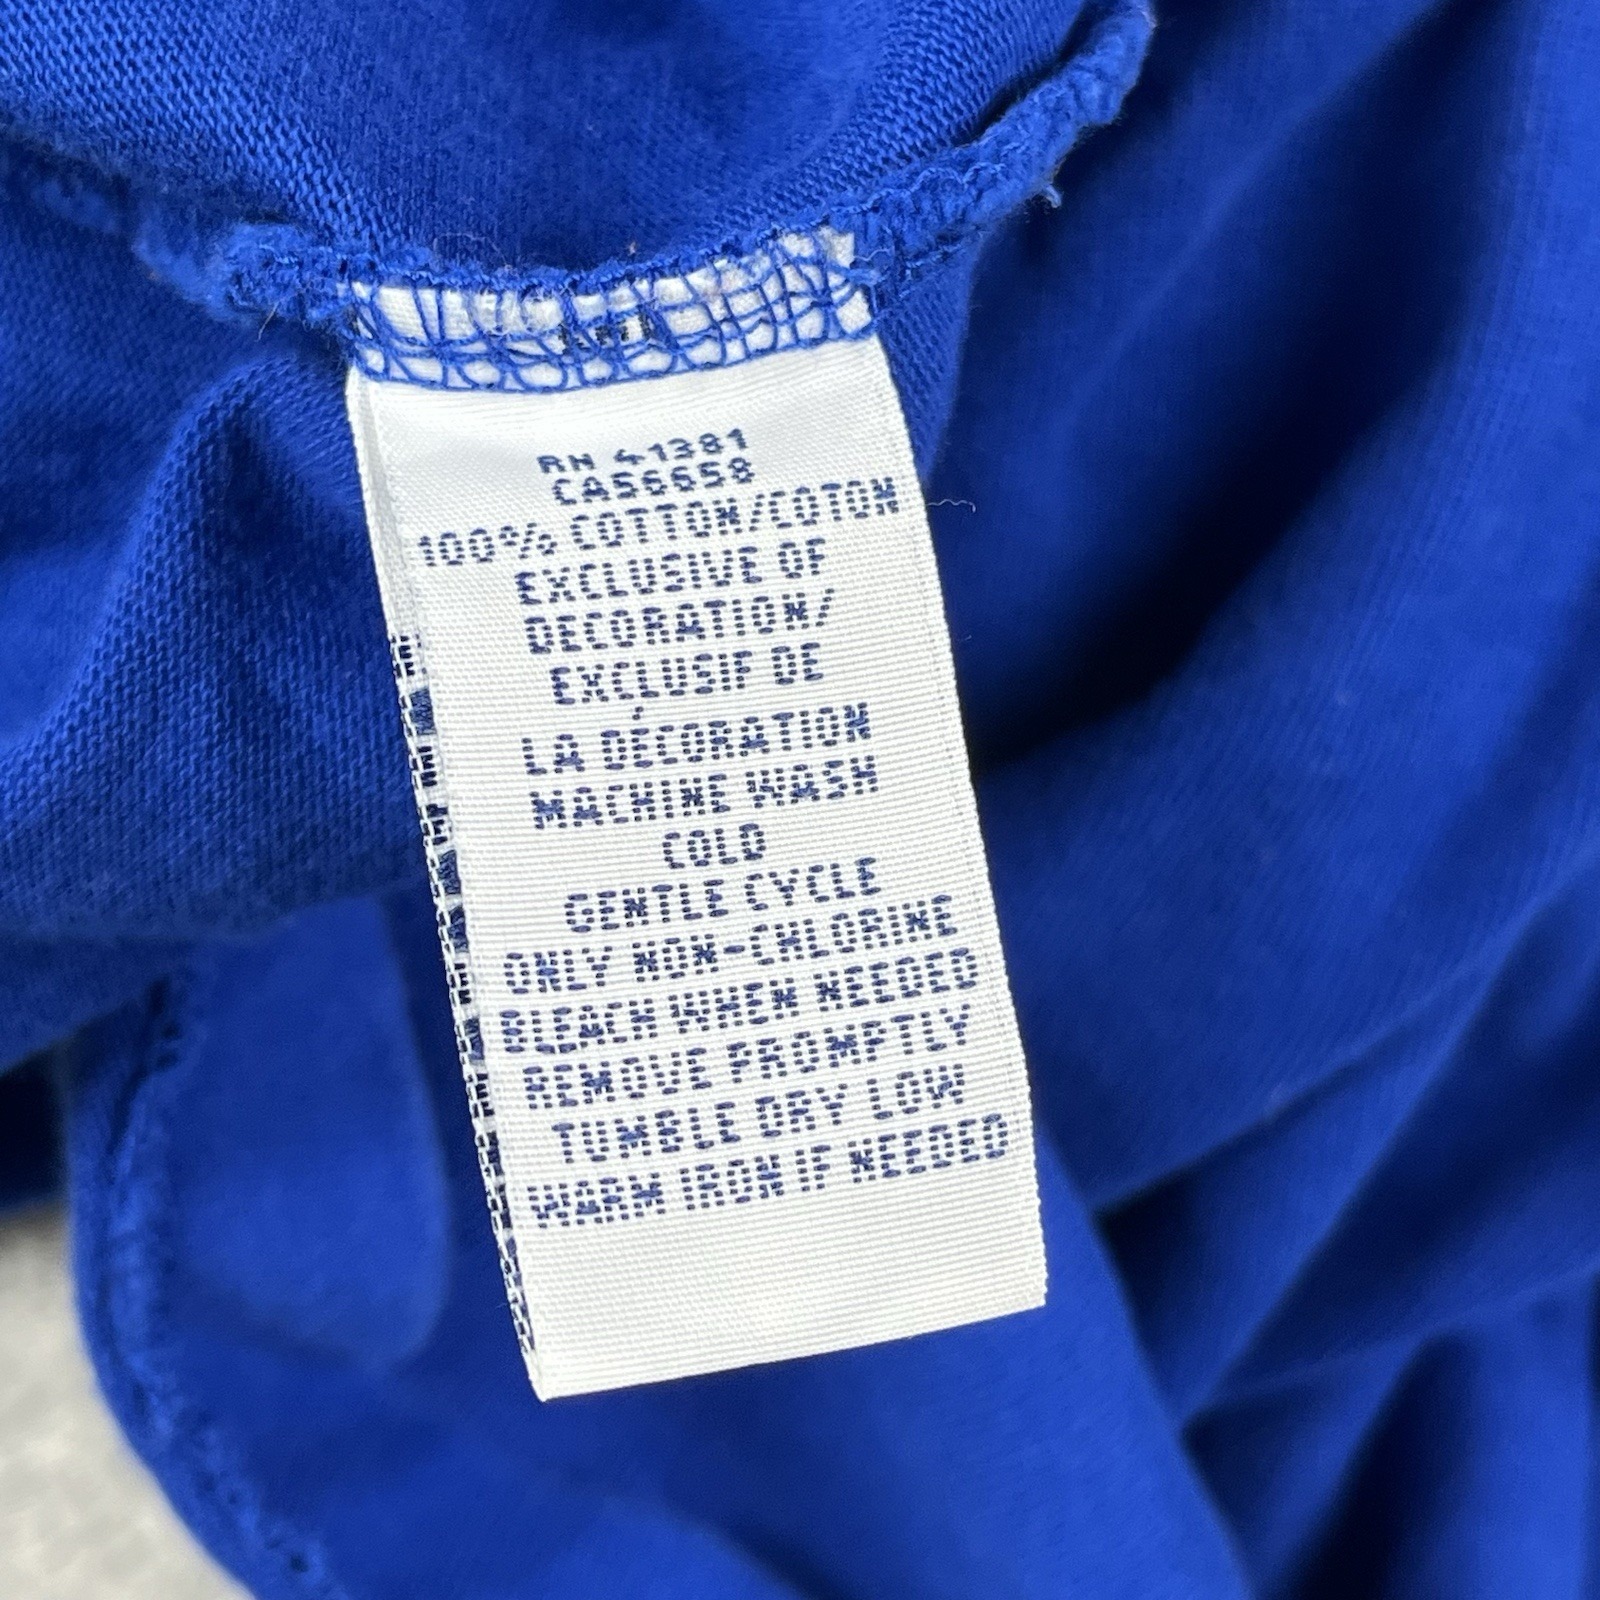 RN 41381
CA56658
100% COTTON/COTON
EXCLUSIVE OF
DECORATION/
EXCLUSIF DE
LA DÉCORATION
MACHINE WASH
COLD
GENTLE CYCLE
ONLY NON-CHLORINE
BLEACH WHEN NEEDED
REMOVE PROMPTLY
TUMBLE DRY LOW
WARM IRON IF NEEDED